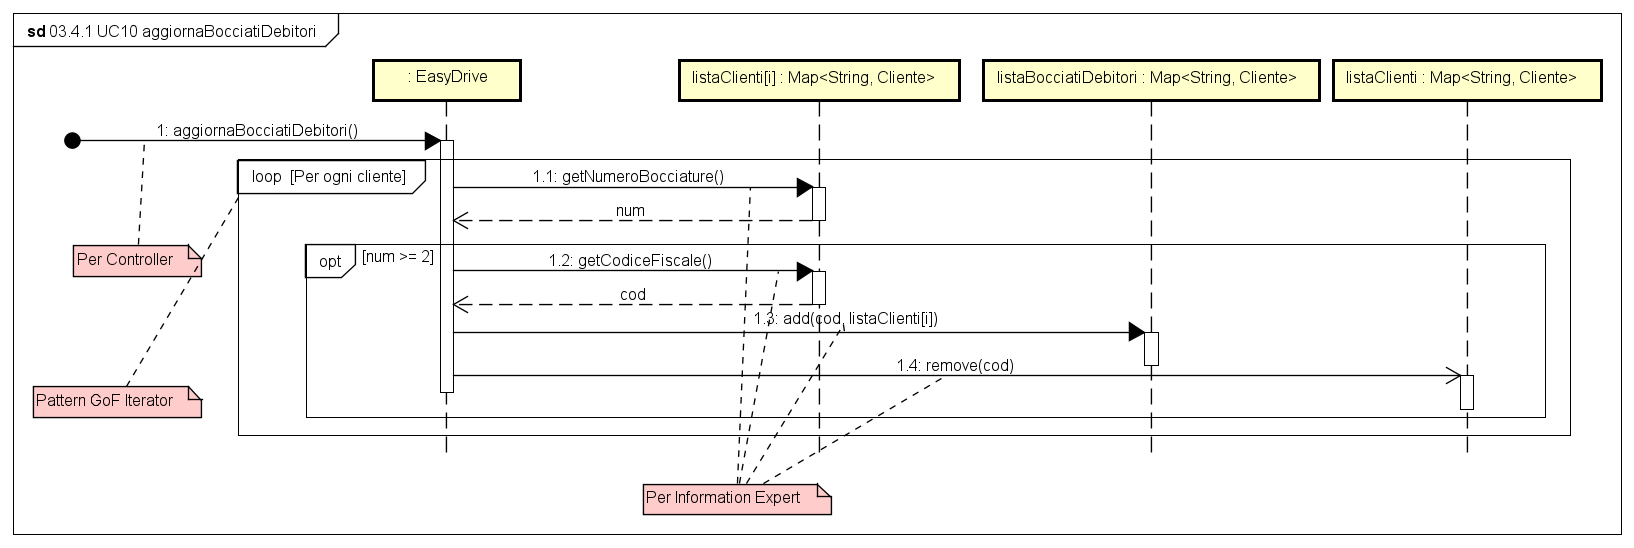 sd 03.4.1 UC10 aggiornaBocciatiDebitori
: EasyDrive
listaClienti[i] : Map<String, Cliente>
listaBocciatiDebitori : Map<String, Cliente>
listaClienti : Map<String, Cliente>
1: aggiornaBocciatiDebitori()
loop [Per ogni cliente]
1.1: getNumeroBocciature()
num
Per Controller
opt [num >= 2]
1.2: getCodiceFiscale()
cod
1.3: add(cod, listaClienti[i])
1.4: remove(cod)
Pattern GoF Iterator
Per Information Expert